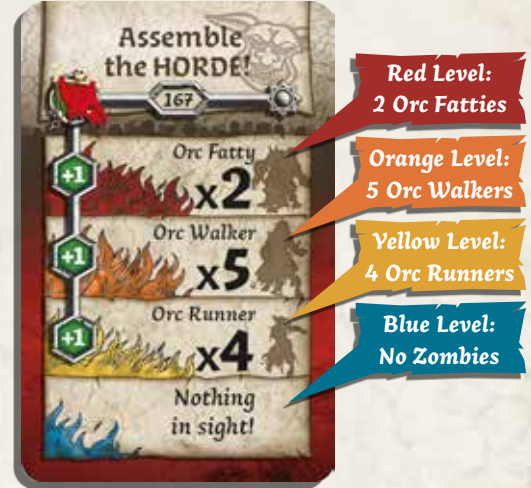 Assemble
the HORDE!
167
Orc Fatty
+1
x2
Orc Walker
+1
x5
Orc Runner
+1
x4
Nothing
in sight!
Red Level:
2 Orc Fatties
Orange Level:
5 Orc Walkers
Yellow Level:
4 Orc Runners
Blue Level:
No Zombies